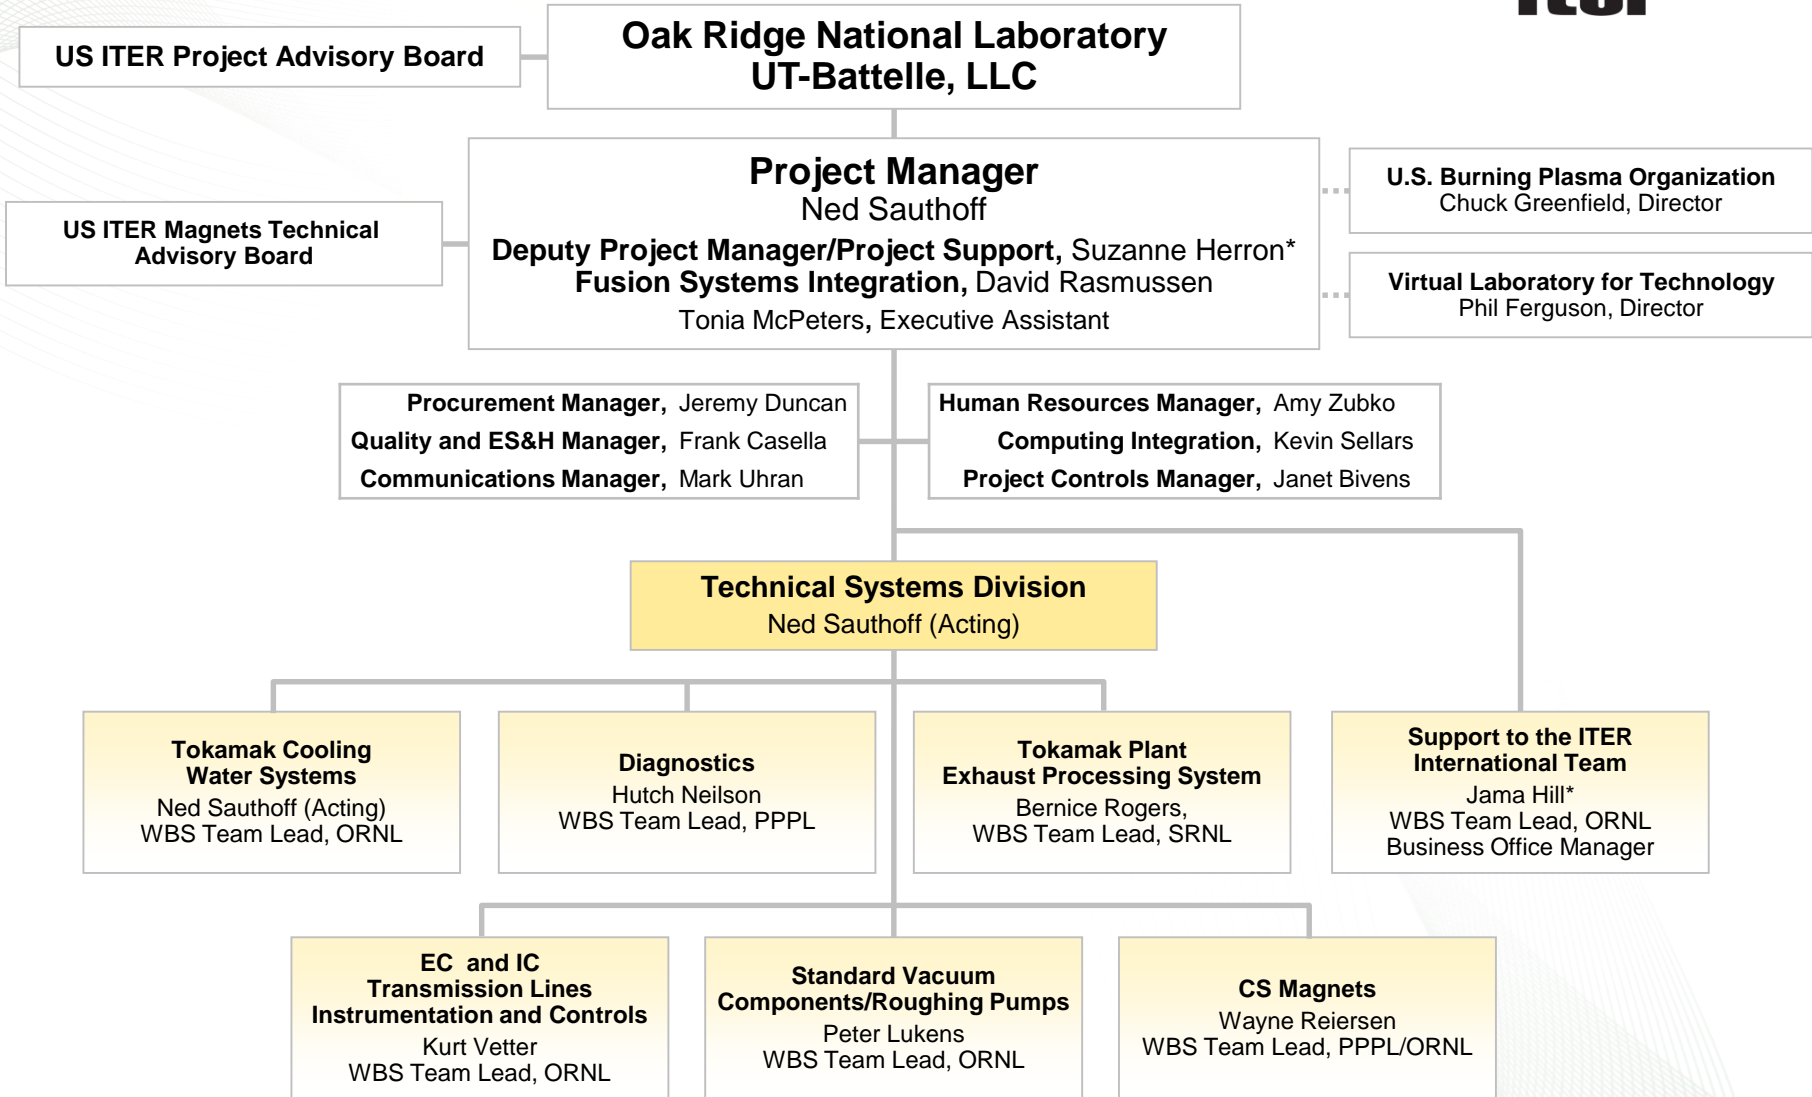 Oak Ridge National Laboratory
UT-Battelle, LLC
US ITER Project Advisory Board
Project Manager
Ned Sauthoff
Deputy Project Manager/Project Support, Suzanne Herron*
Fusion Systems Integration, David Rasmussen
Tonia McPeters, Executive Assistant
US ITER Magnets Technical
Advisory Board
U.S. Burning Plasma Organization
Chuck Greenfield, Director
Virtual Laboratory for Technology
Phil Ferguson, Director
Procurement Manager, Jeremy Duncan
Quality and ES&H Manager, Frank Casella
Communications Manager, Mark Uhran
Human Resources Manager, Amy Zubko
Computing Integration, Kevin Sellars
Project Controls Manager, Janet Bivens
Technical Systems Division
Ned Sauthoff (Acting)
Tokamak Cooling
Water Systems
Ned Sauthoff (Acting)
WBS Team Lead, ORNL
Diagnostics
Hutch Neilson
WBS Team Lead, PPPL
Tokamak Plant
Exhaust Processing System
Bernice Rogers,
WBS Team Lead, SRNL
Support to the ITER
International Team
Jama Hill*
WBS Team Lead, ORNL
Business Office Manager
EC and IC
Transmission Lines
Instrumentation and Controls
Kurt Vetter
WBS Team Lead, ORNL
Standard Vacuum
Components/Roughing Pumps
Peter Lukens
WBS Team Lead, ORNL
CS Magnets
Wayne Reiersen
WBS Team Lead, PPPL/ORNL